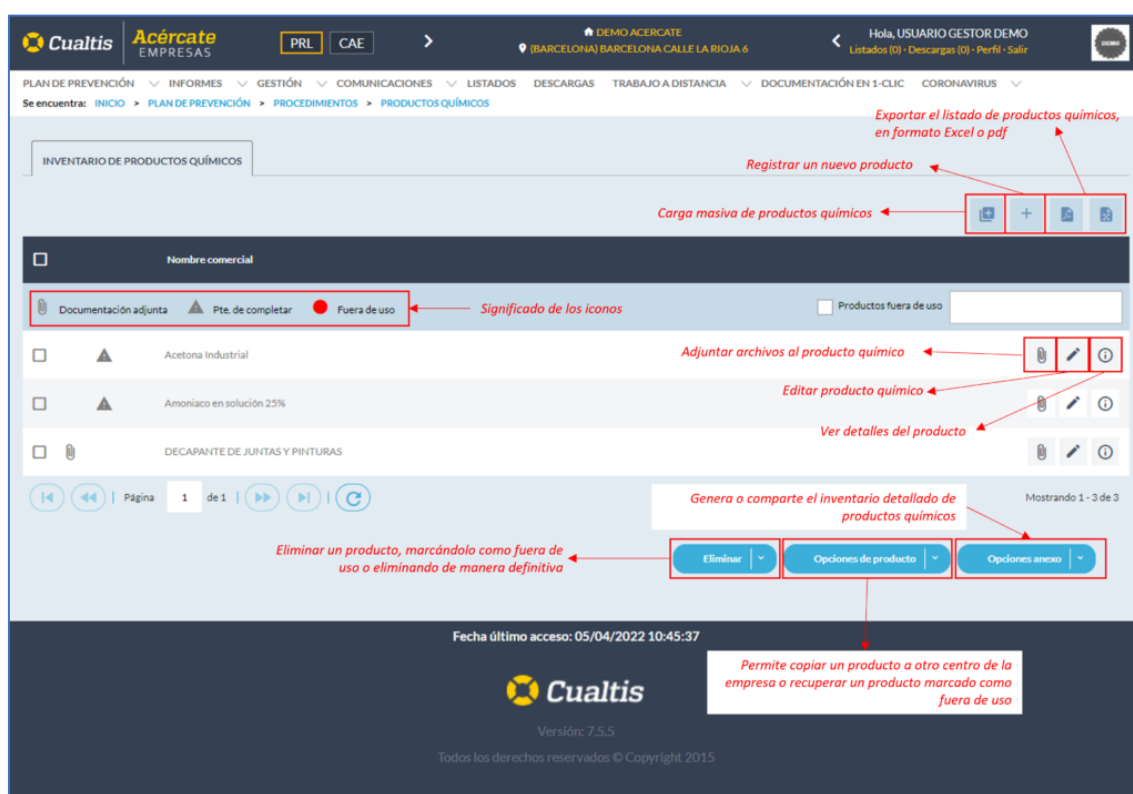 Cualtis
Acércate
EMPRESAS
PRL
CAE
DEMO ACERCATE
(BARCELONA) BARCELONA CALLE LA RIOJA 6
Hola, USUARIO GESTOR DEMO
Listados (0) · Descargas (0) · Perfil · Salir
DEMO
PLAN DE PREVENCIÓN INFORMES GESTIÓN COMUNICACIONES LISTADOS DESCARGAS TRABAJO A DISTANCIA DOCUMENTACIÓN EN 1-CLIC CORONAVIRUS
Se encuentra: INICIO > PLAN DE PREVENCIÓN > PROCEDIMIENTOS > PRODUCTOS QUÍMICOS
Exportar el listado de productos químicos,
en formato Excel o pdf
INVENTARIO DE PRODUCTOS QUÍMICOS
Registrar un nuevo producto
Carga masiva de productos químicos
Nombre comercial
Documentación adjunta Pte. de completar Fuera de uso
Significado de los iconos
Productos fuera de uso
Acetona Industrial
Adjuntar archivos al producto químico
Editar producto químico
Amoniaco en solución 25%
Ver detalles del producto
DECAPANTE DE JUNTAS Y PINTURAS
| Página 1 de 1 | |
Genera o comparte el inventario detallado de
productos químicos
Mostrando 1 - 3 de 3
Eliminar un producto, marcándolo como fuera de
uso o eliminando de manera definitiva
Eliminar
Opciones de producto
Opciones anexo
Fecha último acceso: 05/04/2022 10:45:37
Permite copiar un producto a otro centro de la
empresa o recuperar un producto marcado como
fuera de uso
Cualtis
Versión: 7.5.5
Todos los derechos reservados © Copyright 2015